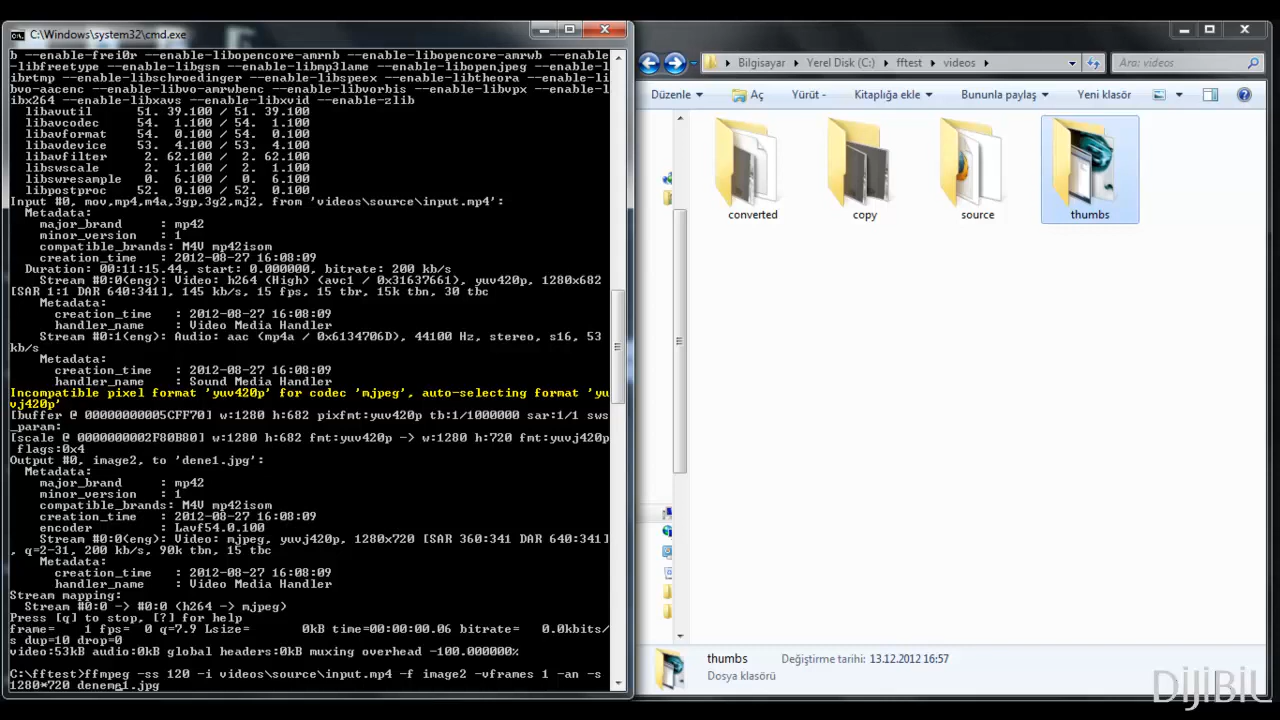 C:\Windows\system32\cmd.exe
b --enable-frei0r --enable-libopencore-amrnb --enable-libopencore-amrwb --enable
-libfreetype --enable-libgsm --enable-libmp3lame --enable-libopenjpeg --enable-l
ibrtmp --enable-libschroedinger --enable-libspeex --enable-libtheora --enable-li
bvo-aacenc --enable-libvo-amrwbenc --enable-libvorbis --enable-libvpx --enable-l
ibx264 --enable-libxavs --enable-libxvid --enable-zlib
libavutil      51. 39.100 / 51. 39.100
libavcodec     54.  1.100 / 54.  1.100
libavformat    54.  0.100 / 54.  0.100
libavdevice    53.  4.100 / 53.  4.100
libavfilter     2. 62.100 /  2. 62.100
libswscale      2.  1.100 /  2.  1.100
libswresample   0.  6.100 /  0.  6.100
libpostproc    52.  0.100 / 52.  0.100
Input #0, mov,mp4,m4a,3gp,3g2,mj2, from 'videos\source\input.mp4':
Metadata:
major_brand     : mp42
minor_version   : 1
compatible_brands: M4V mp42isom
creation_time   : 2012-08-27 16:08:09
Duration: 00:11:15.44, start: 0.000000, bitrate: 200 kb/s
Stream #0:0(eng): Video: h264 (High) (avc1 / 0x31637661), yuv420p, 1280x682
[SAR 1:1 DAR 640:341], 145 kb/s, 15 fps, 15 tbr, 15k tbn, 30 tbc
Metadata:
creation_time   : 2012-08-27 16:08:09
handler_name    : Video Media Handler
Stream #0:1(eng): Audio: aac (mp4a / 0x6134706D), 44100 Hz, stereo, s16, 53
kb/s
Metadata:
creation_time   : 2012-08-27 16:08:09
handler_name    : Sound Media Handler
Incompatible pixel format 'yuv420p' for codec 'mjpeg', auto-selecting format 'yu
vj420p'
[buffer @ 00000000005CFF70] w:1280 h:682 pixfmt:yuv420p tb:1/1000000 sar:1/1 sws
_param:
[scale @ 0000000002F80B80] w:1280 h:682 fmt:yuv420p -> w:1280 h:720 fmt:yuvj420p
flags:0x4
Output #0, image2, to 'dene1.jpg':
Metadata:
major_brand     : mp42
minor_version   : 1
compatible_brands: M4V mp42isom
creation_time   : 2012-08-27 16:08:09
encoder         : Lavf54.0.100
Stream #0:0(eng): Video: mjpeg, yuvj420p, 1280x720 [SAR 360:341 DAR 640:341]
, q=2-31, 200 kb/s, 90k tbn, 15 tbc
Metadata:
creation_time   : 2012-08-27 16:08:09
handler_name    : Video Media Handler
Stream mapping:
Stream #0:0 -> #0:0 (h264 -> mjpeg)
Press [q] to stop, [?] for help
frame=    1 fps=  0 q=7.9 Lsize=       0kB time=00:00:00.06 bitrate=   0.0kbits/
s dup=10 drop=0
video:53kB audio:0kB global headers:0kB muxing overhead -100.000000%
C:\fftest>ffmpeg -ss 120 -i videos\source\input.mp4 -f image2 -vframes 1 -an -s
1280*720 deneme1.jpg
Bilgisayar Yerel Disk (C:) fftest videos
Ara: videos
Düzenle Aç Yürüt Kitaplığa ekle Bununla paylaş Yeni klasör
converted copy source thumbs
thumbs Değiştirme tarihi: 13.12.2012 16:57
Dosya klasörü
DijiBil